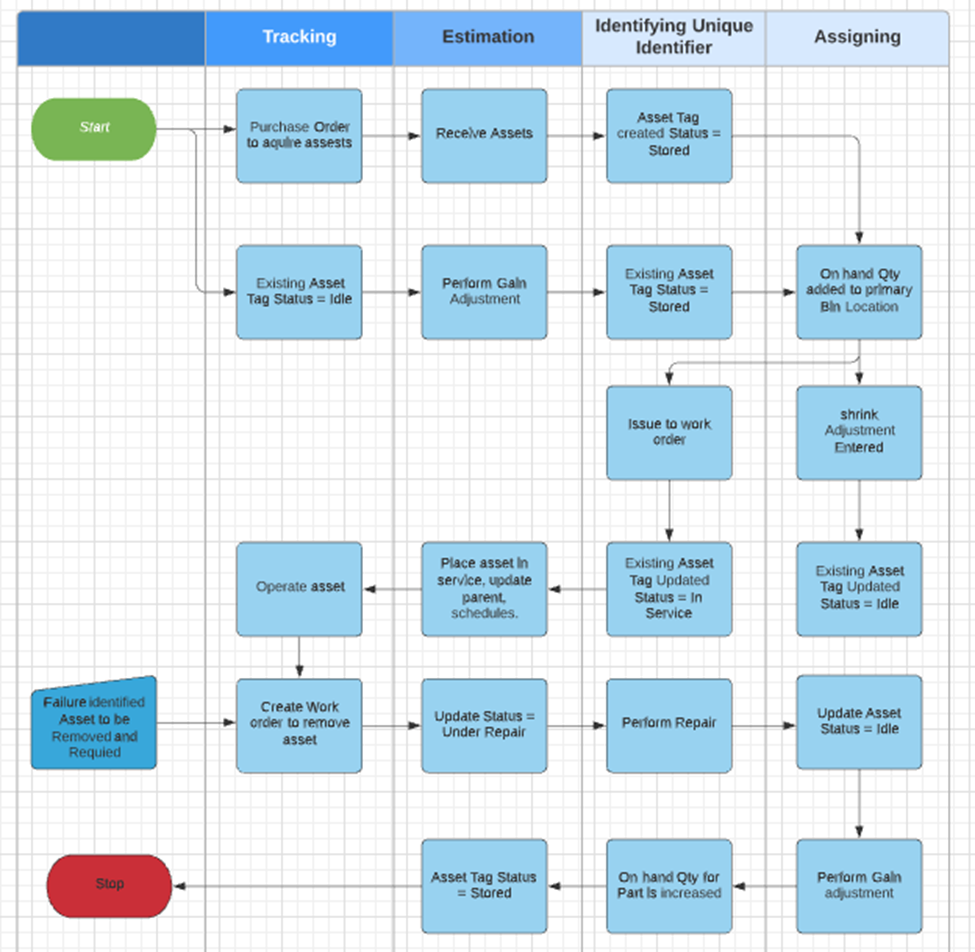 Tracking
Estimation
Identifying Unique
Identifier
Assigning
Start
Purchase Order
to aquire assests
Receive Assets
Asset Tag
created Status =
Stored
Existing Asset
Tag Status = Idle
Perform Gain
Adjustment
Existing Asset
Tag Status =
Stored
On hand Qty
added to primary
Bin Location
Issue to work
order
shrink
Adjustment
Entered
Operate asset
Place asset in
service, update
parent,
schedules.
Existing Asset
Tag Updated
Status = In
Service
Existing Asset
Tag Updated
Status = Idle
Failure identified
Asset to be
Removed and
Requied
Create Work
order to remove
asset
Update Status =
Under Repair
Perform Repair
Update Asset
Status = Idle
Stop
Asset Tag Status
= Stored
On hand Qty for
Part is increased
Perform Gain
adjustment